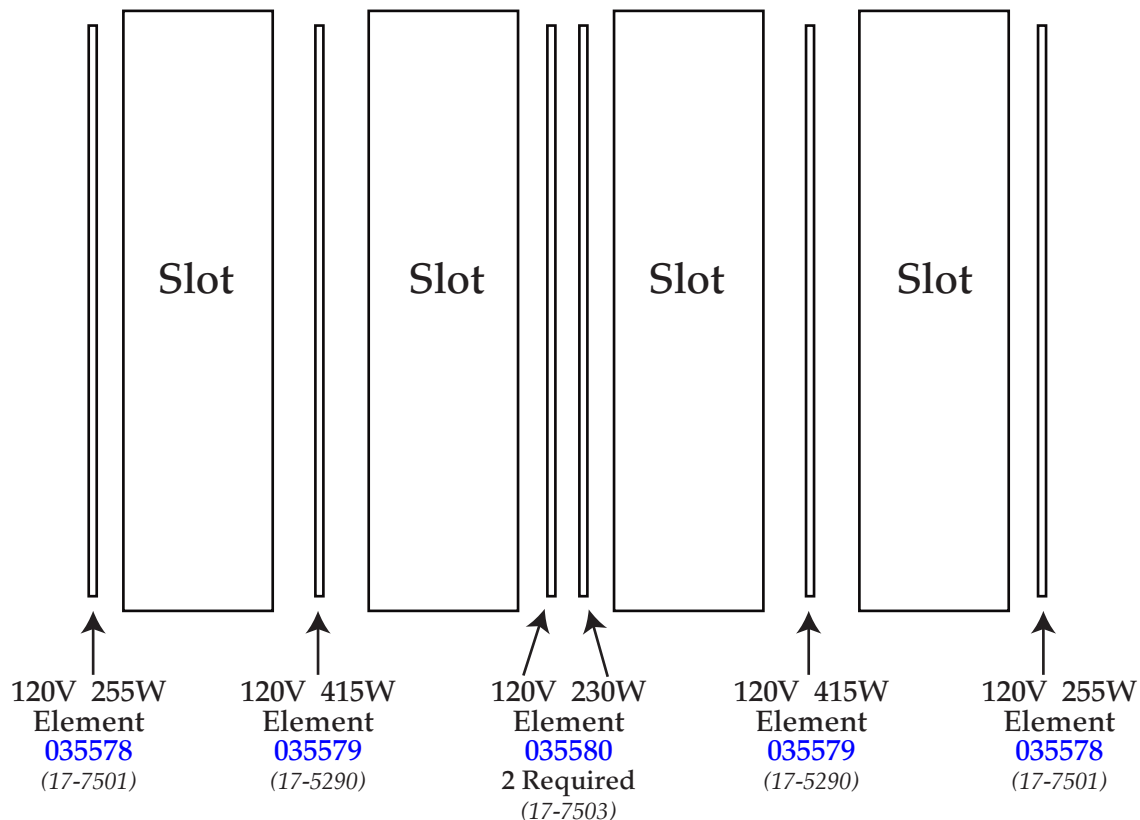 Slot
Slot
Slot
Slot
120V 255W
Element
035578
(17-7501)
120V 415W
Element
035579
(17-5290)
120V 230W
Element
035580
2 Required
(17-7503)
120V 415W
Element
035579
(17-5290)
120V 255W
Element
035578
(17-7501)